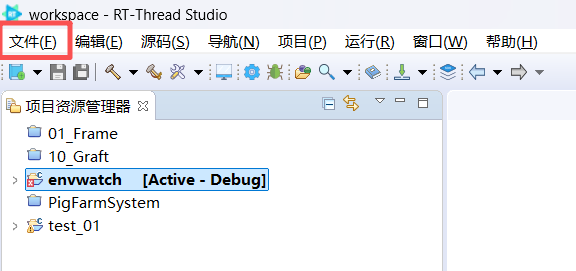 workspace - RT-Thread Studio
文件(F) 编辑(E) 源码(S) 导航(N) 项目(P) 运行(R) 窗口(W) 帮助(H)
项目资源管理器
01_Frame
10_Graft
envwatch [Active - Debug]
PigFarmSystem
test_01